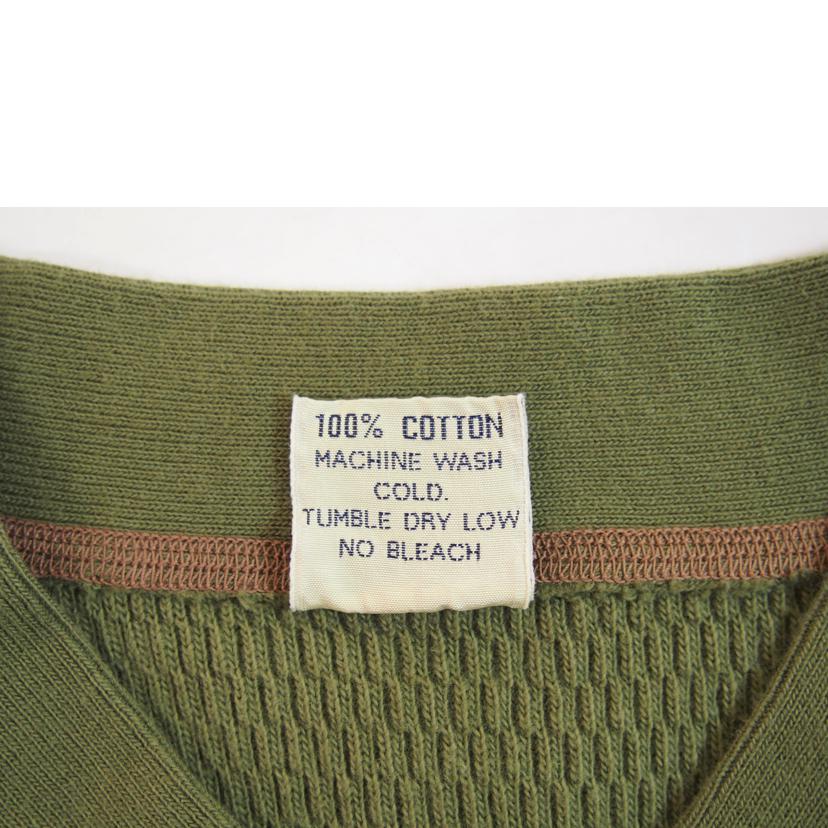 100% COTTON
MACHINE WASH
COLD.
TUMBLE DRY LOW
NO BLEACH